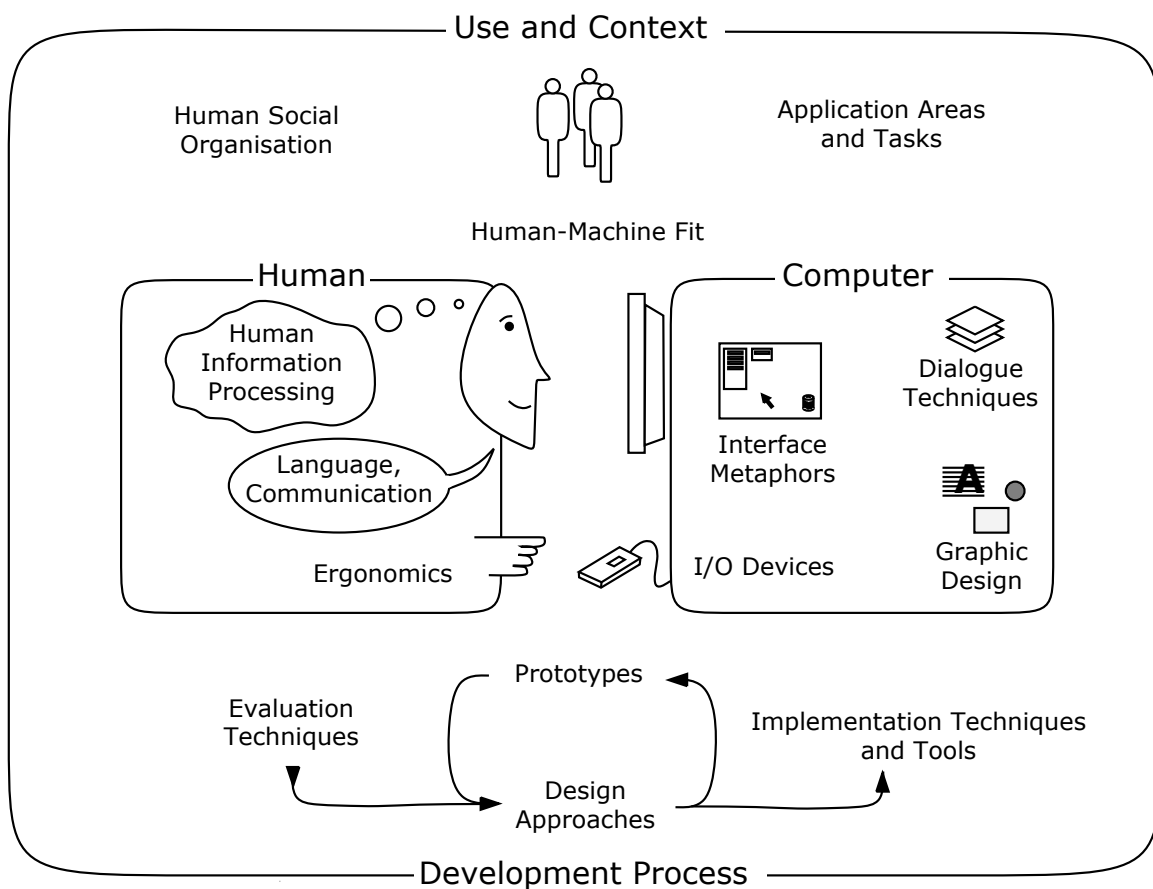 Use and Context
Human Social
Organisation
Application Areas
and Tasks
Human-Machine Fit
Human
Human
Information
Processing
Language,
Communication
Ergonomics
Computer
Dialogue
Techniques
Interface
Metaphors
A
Graphic
Design
I/O Devices
Prototypes
Evaluation
Techniques
Implementation Techniques
and Tools
Design
Approaches
Development Process